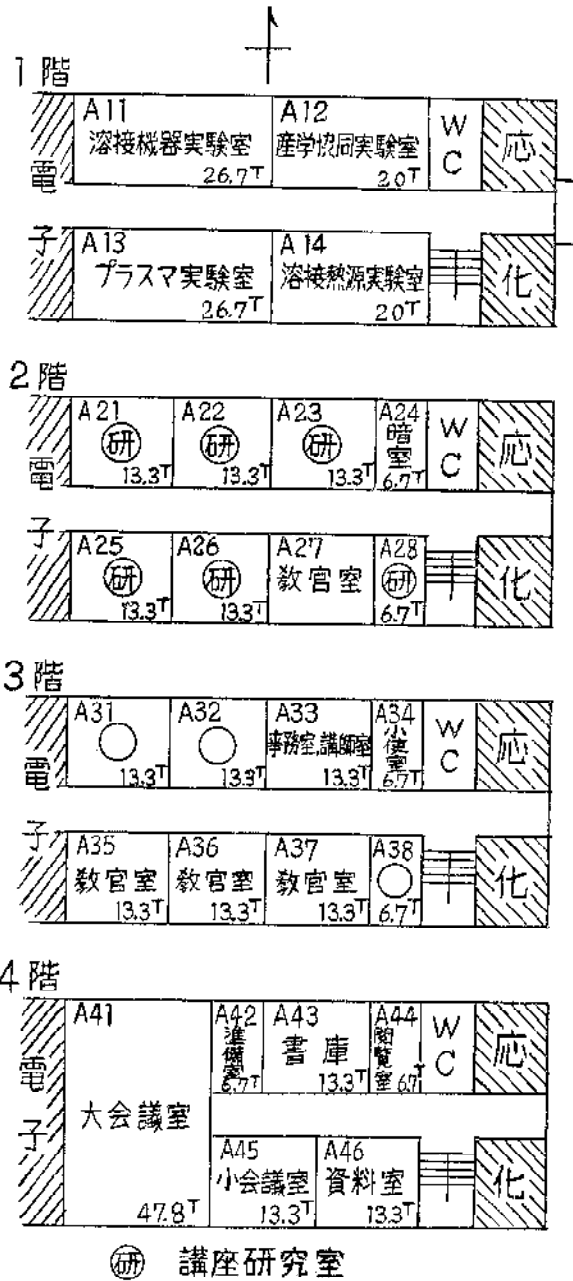 1階
A11
溶接機器実験室
26.7T
A12
産学協同実験室
20T
WC
応
電
子
A13
プラスマ実験室
26.7T
A14
溶接熱源実験室
20T
化
2階
A21
研
13.3T
A22
研
13.3T
A23
研
13.3T
A24
暗室
6.7T
WC
応
電
子
A25
研
13.3T
A26
研
13.3T
A27
教官室
A28
研
6.7T
化
3階
A31
13.3T
A32
13.3T
A33
事務室,講師室
13.3T
A34
小使室
6.7T
WC
応
電
子
A35
教官室
13.3T
A36
教官室
13.3T
A37
教官室
13.3T
A38
6.7T
化
4階
A41
大会議室
47.8T
A42
準備室
6.7T
A43
書庫
13.3T
A44
閲覧室
6.7T
WC
応
電
子
A45
小会議室
13.3T
A46
資料室
13.3T
化
研 講座研究室